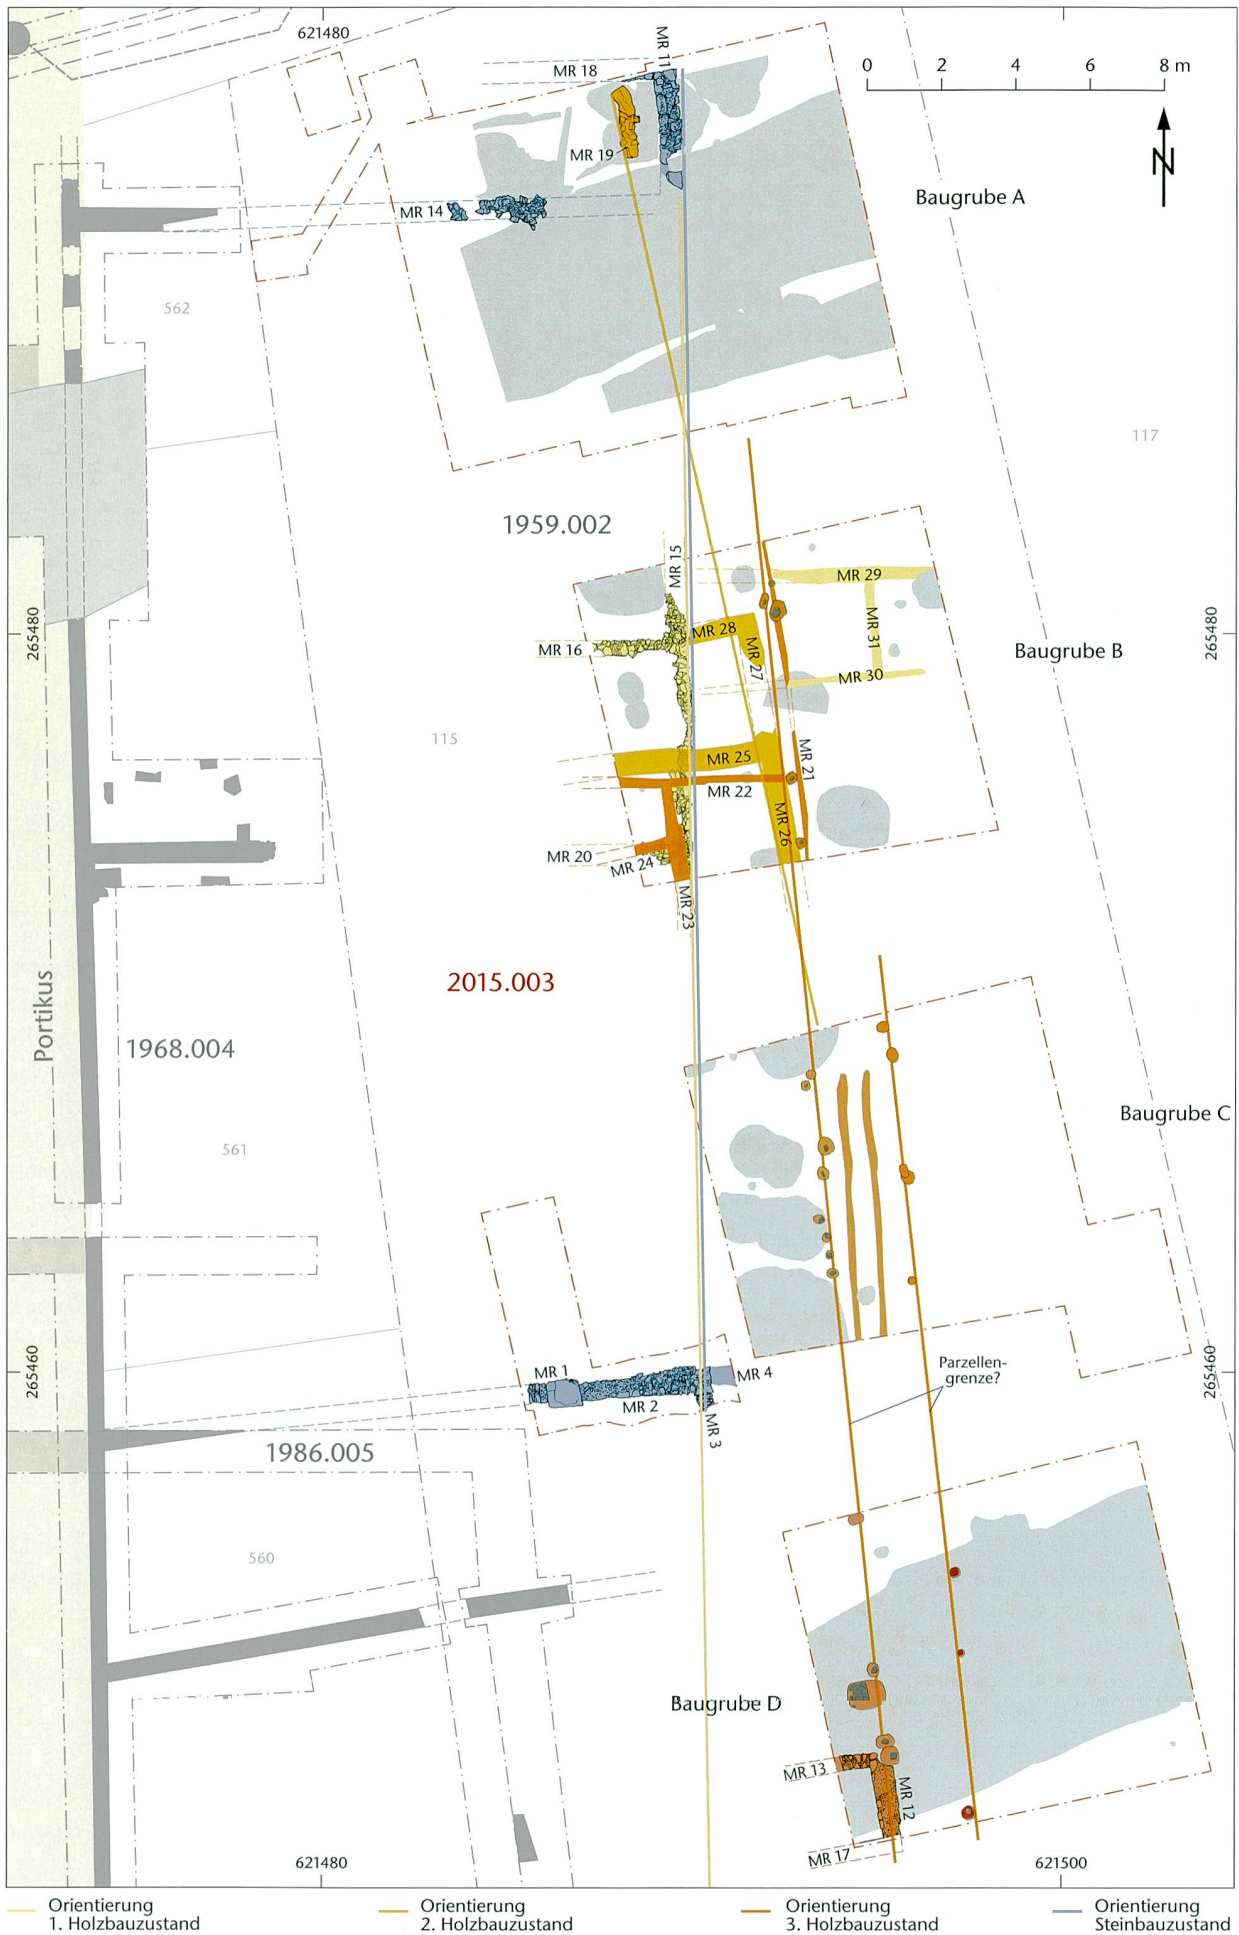 621480
MR 11
0 2 4 6 8 m
MR 18
N
MR 19
Baugrube A
MR 14
562
117
1959.002
MR 15
MR 29
265480
MR 28
MR 31
265480
MR 16
MR 27
Baugrube B
MR 30
115
MR 25
MR 21
MR 22
MR 26
MR 20
MR 24
MR 23
2015.003
Portikus
1968.004
Baugrube C
561
265460
Parzellen-
grenze?
265460
MR 1
MR 4
MR 2
MR 3
1986.005
560
Baugrube D
MR 13
MR 12
MR 17
621480
621500
Orientierung
1. Holzbauzustand
Orientierung
2. Holzbauzustand
Orientierung
3. Holzbauzustand
Orientierung
Steinbauzustand